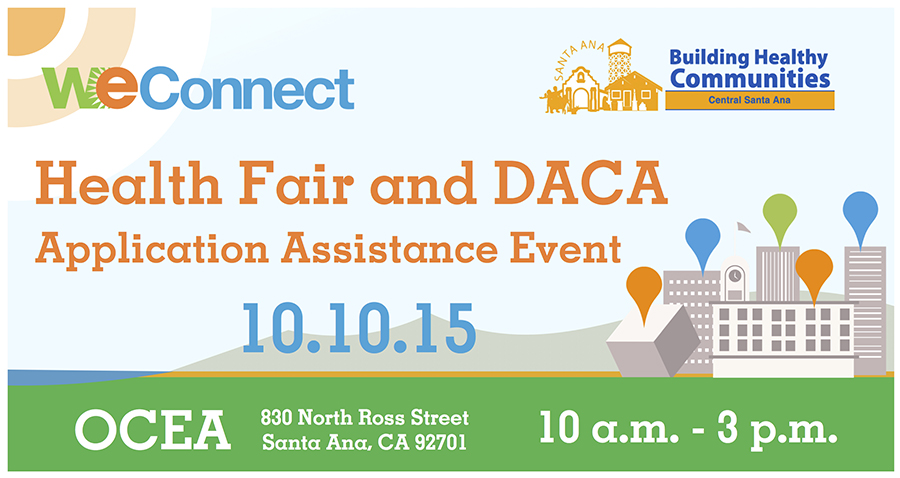 WeConnect
SANTA ANA
Building Healthy
Communities
Central Santa Ana
Health Fair and DACA
Application Assistance Event
10.10.15
OCEA
830 North Ross Street
Santa Ana, CA 92701
10 a.m. - 3 p.m.